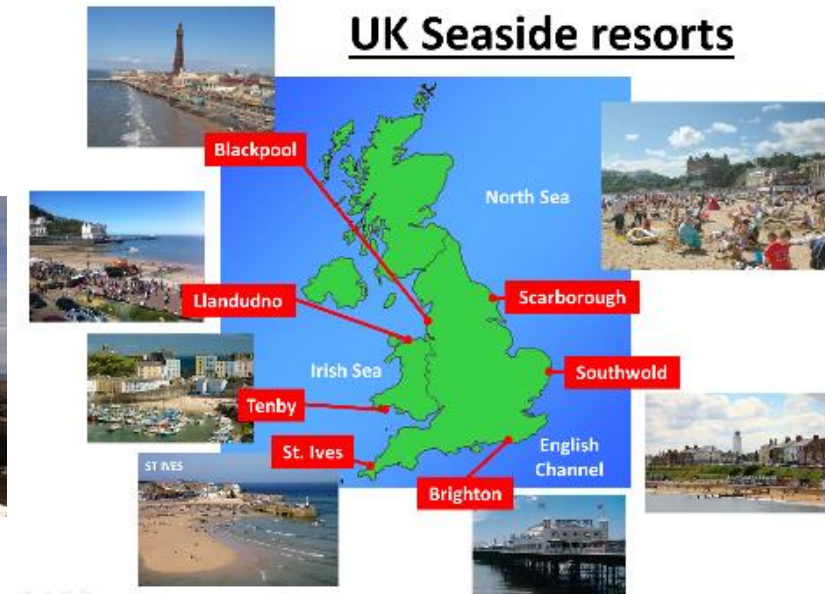 UK Seaside resorts
Blackpool
North Sea
Llandudno
Scarborough
Irish Sea
Southwold
Tenby
St. Ives
English
Channel
ST IVES
Brighton